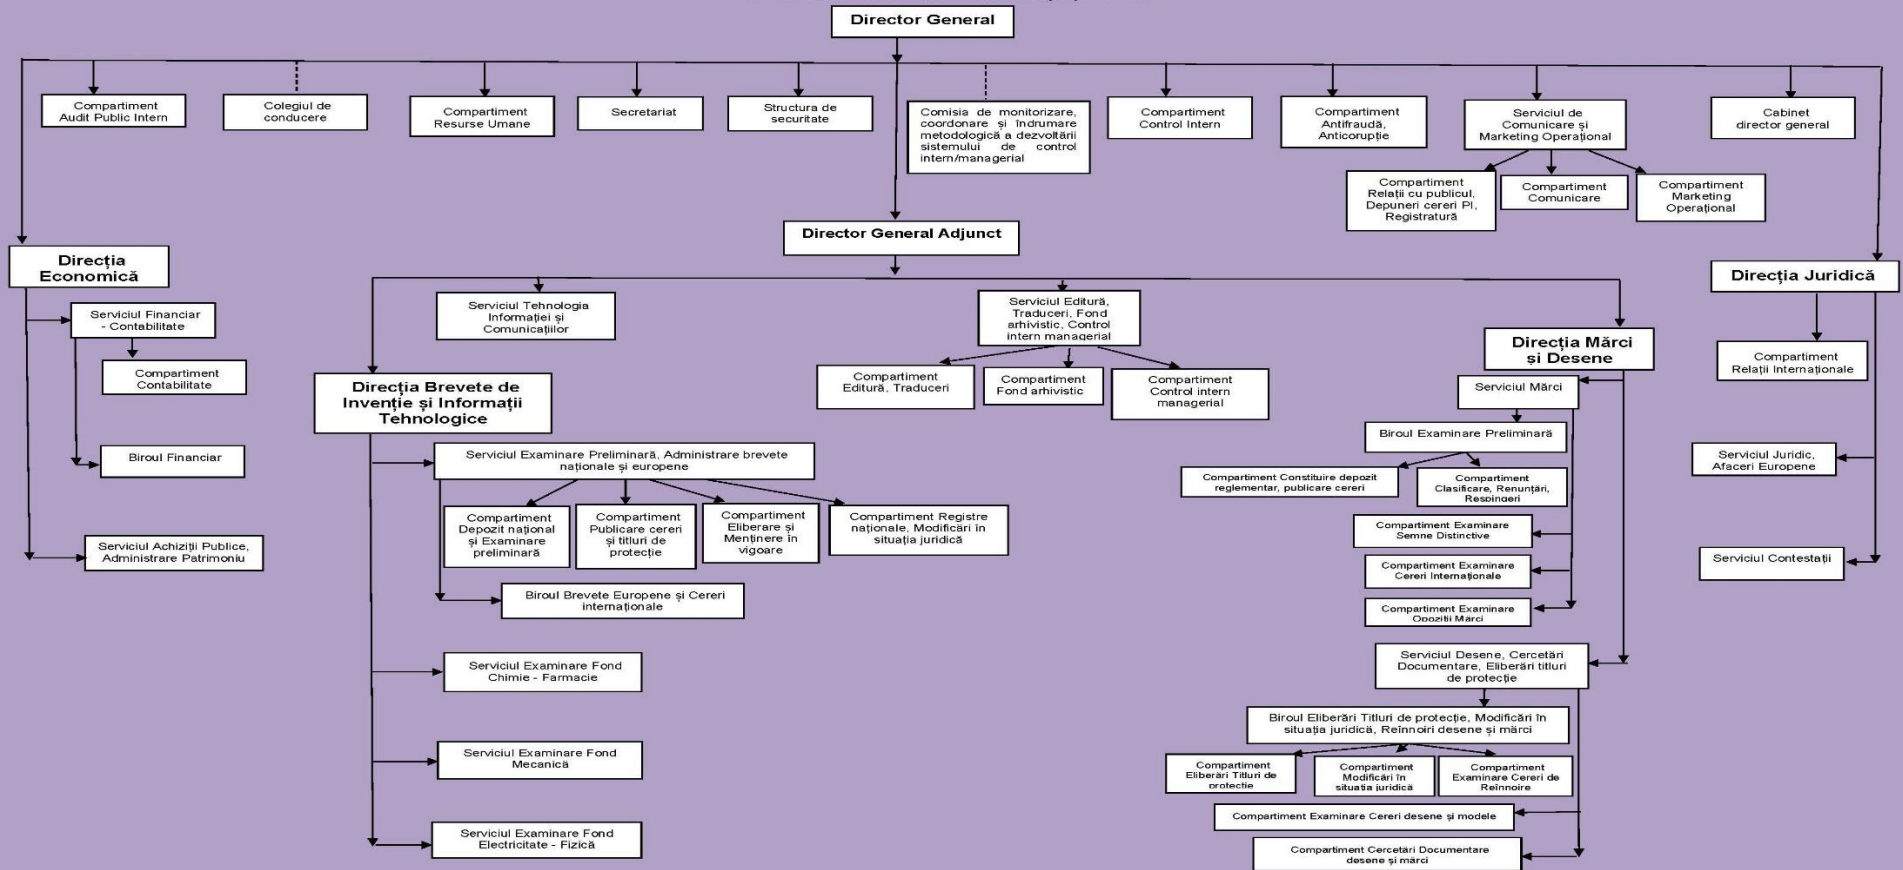 Director General
Compartiment
Audit Public Intern
Colegiul de
conducere
Compartiment
Resurse Umane
Secretariat
Structura de
securitate
Comisia de monitorizare,
coordonare și îndrumare
metodologică a dezvoltării
sistemului de control
intern/managerial
Compartiment
Control Intern
Compartiment
Antifraudă,
Anticorupție
Serviciul de
Comunicare și
Marketing Operațional
Cabinet
director general
Compartiment
Relații cu publicul,
Depuneri cereri PI,
Registratură
Compartiment
Comunicare
Compartiment
Marketing
Operațional
Director General Adjunct
Direcția
Economică
Direcția Juridică
Serviciul Financiar
- Contabilitate
Compartiment
Contabilitate
Biroul Financiar
Serviciul Achiziții Publice,
Administrare Patrimoniu
Serviciul Tehnologia
Informației și
Comunicațiilor
Serviciul Editură,
Traduceri, Fond
arhivistic, Control
intern managerial
Compartiment
Editură, Traduceri
Compartiment
Fond arhivistic
Compartiment
Control intern
managerial
Direcția Brevete de
Invenție și Informații
Tehnologice
Serviciul Examinare Preliminară, Administrare brevete
naționale și europene
Compartiment
Depozit național
și Examinare
preliminară
Compartiment
Publicare cereri
și titluri de
protecție
Compartiment
Eliberare și
Menținere în
vigoare
Compartiment Registre
naționale, Modificări în
situația juridică
Biroul Brevete Europene și Cereri
internaționale
Serviciul Examinare Fond
Chimie - Farmacie
Serviciul Examinare Fond
Mecanică
Serviciul Examinare Fond
Electricitate - Fizică
Direcția Mărci
și Desene
Serviciul Mărci
Biroul Examinare Preliminară
Compartiment Constituire depozit
reglementar, publicare cereri
Compartiment
Clasificare, Renunțări,
Respingeri
Compartiment Examinare
Semne Distinctive
Compartiment Examinare
Cereri Internaționale
Compartiment Examinare
Opoziții Mărci
Serviciul Desene, Cercetări
Documentare, Eliberări titluri
de protecție
Biroul Eliberări Titluri de protecție, Modificări în
situația juridică, Reînnoiri desene și mărci
Compartiment
Eliberări Titluri de
protecție
Compartiment
Modificări în
situația juridică
Compartiment
Examinare Cereri de
Reînnoire
Compartiment Examinare Cereri desene și modele
Compartiment Cercetări Documentare
desene și mărci
Compartiment
Relații Internaționale
Serviciul Juridic,
Afaceri Europene
Serviciul Contestații